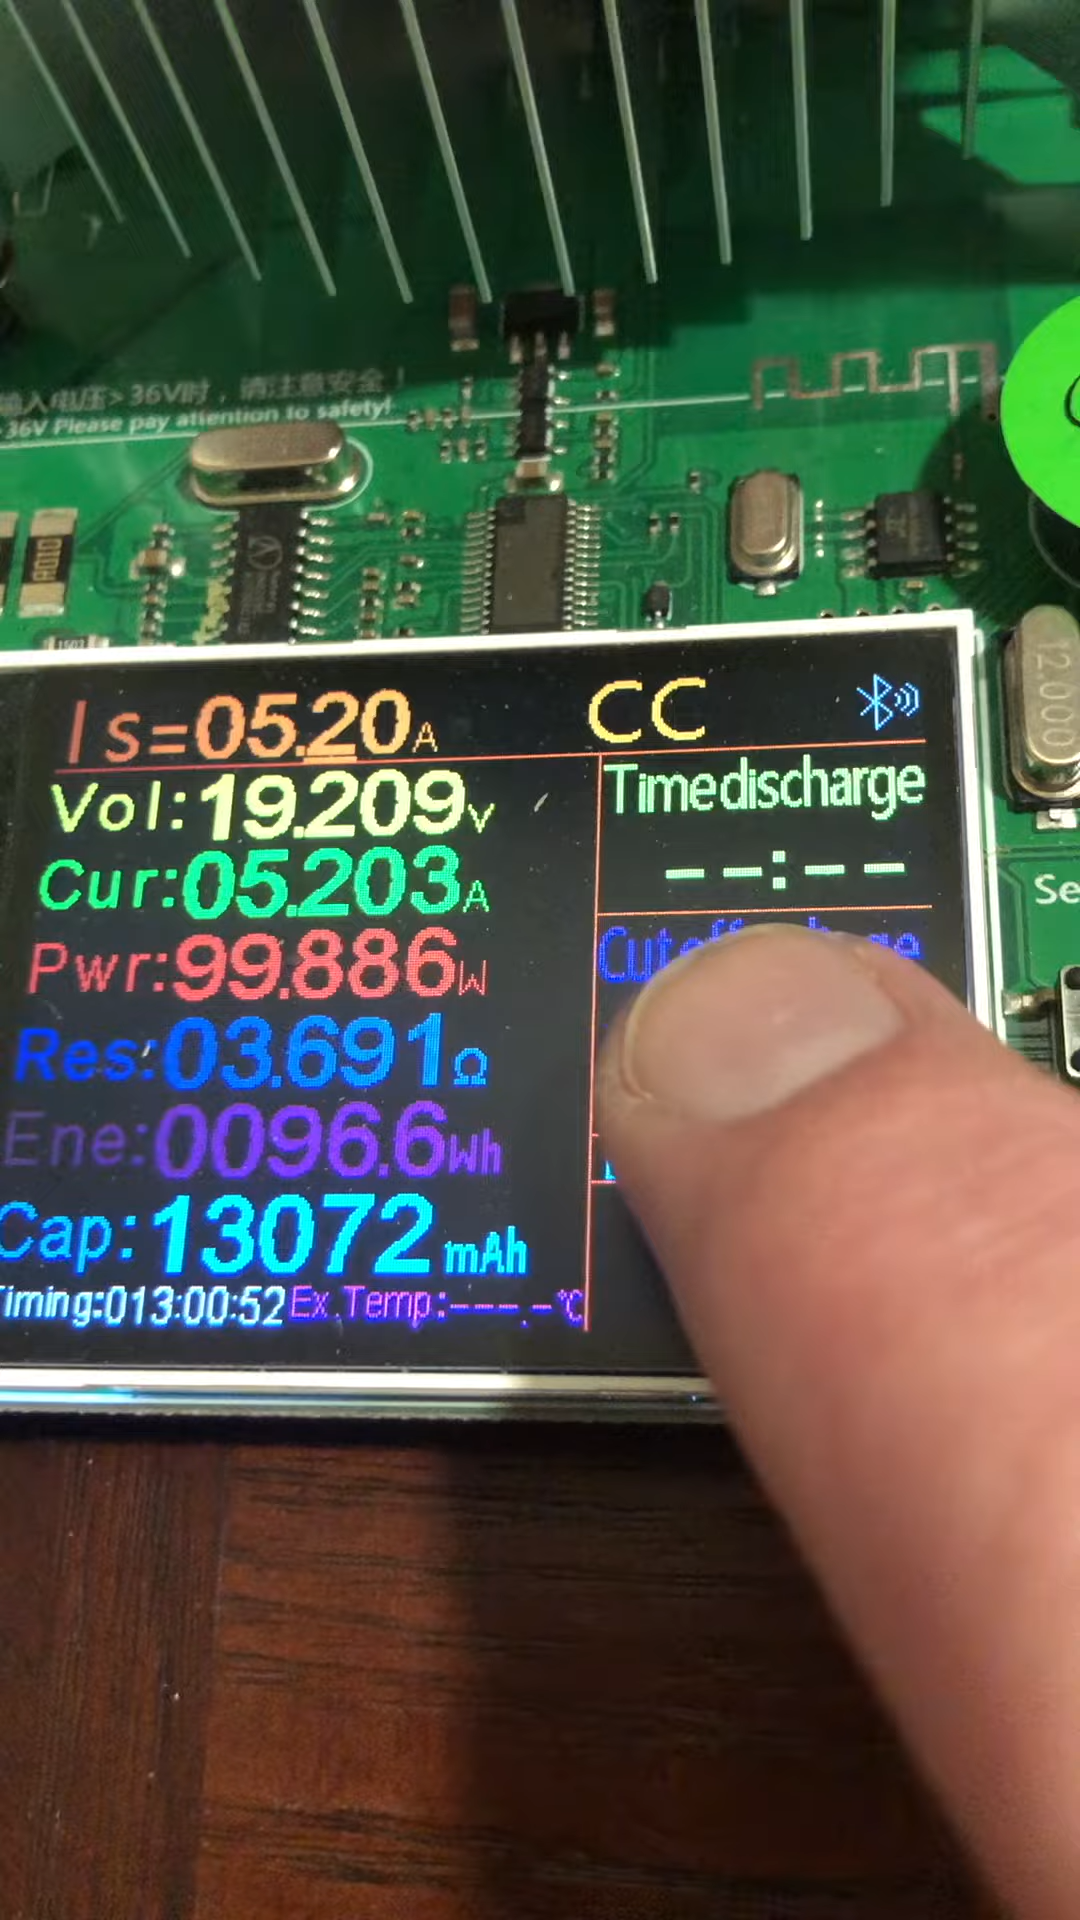 输入电压>36V时，请注意安全！
>36V Please pay attention to safety!
A010
1503
12.000
Is=05.20A
CC
Vol:19.209V
Timedischarge
--:--
Cur:05.203A
Se
Pwr:99.886W
Res:03.691Ω
Ene:0096.6Wh
Cap:13072mAh
Timing:013:00:52 Ex.Temp:---.-℃